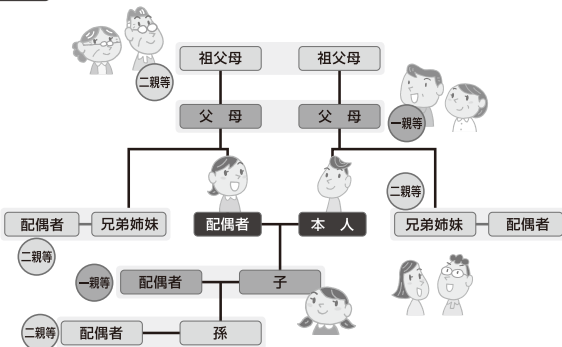 祖父母 祖父母
二親等
父 母 父 母
一親等
二親等
配偶者 兄弟姉妹 配偶者 本 人 兄弟姉妹 配偶者
二親等
一親等 配偶者 子
二親等 配偶者 孫